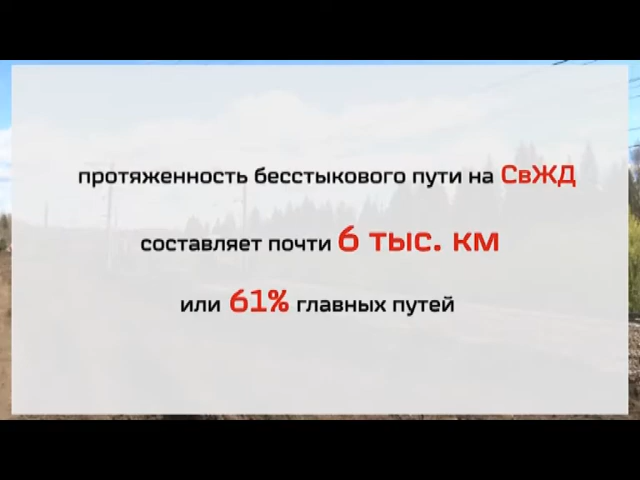 протяженность бесстыкового пути на СвЖД
составляет почти 6 тыс. км
или 61% главных путей